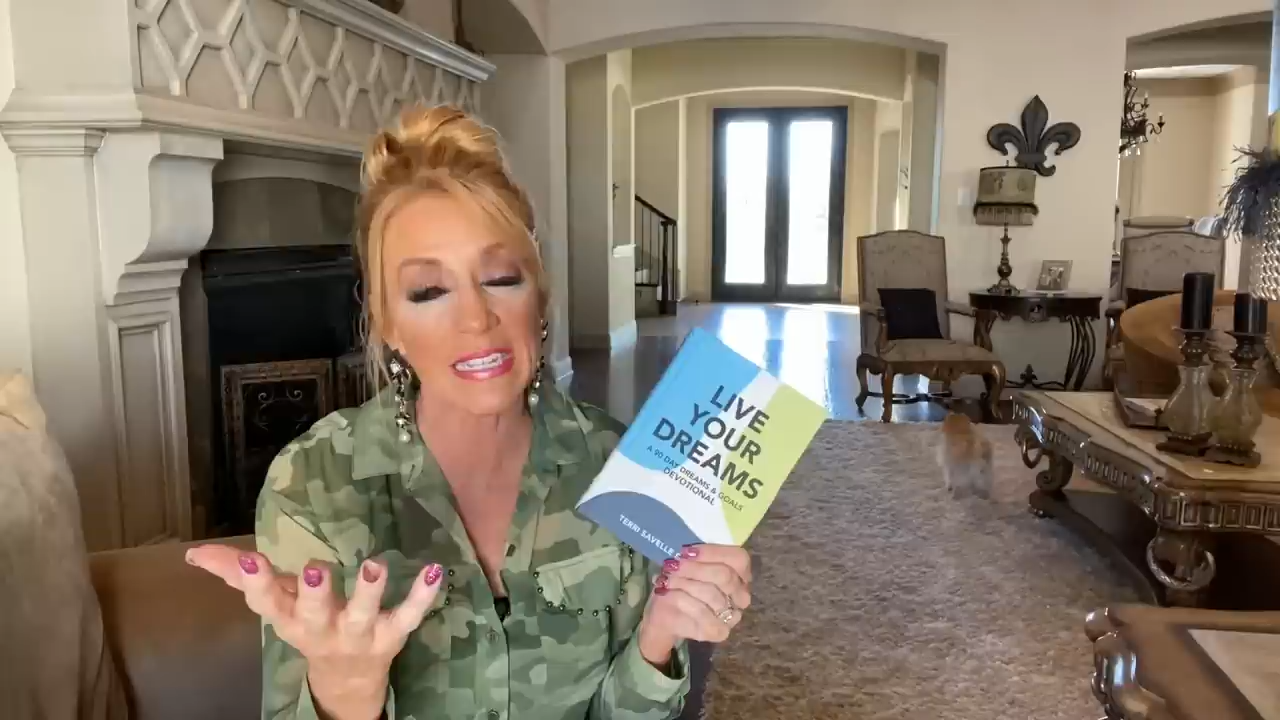 LIVE
YOUR
DREAMS
A 90 DAY DREAMS & GOALS
DEVOTIONAL
TERRI SAVELLE